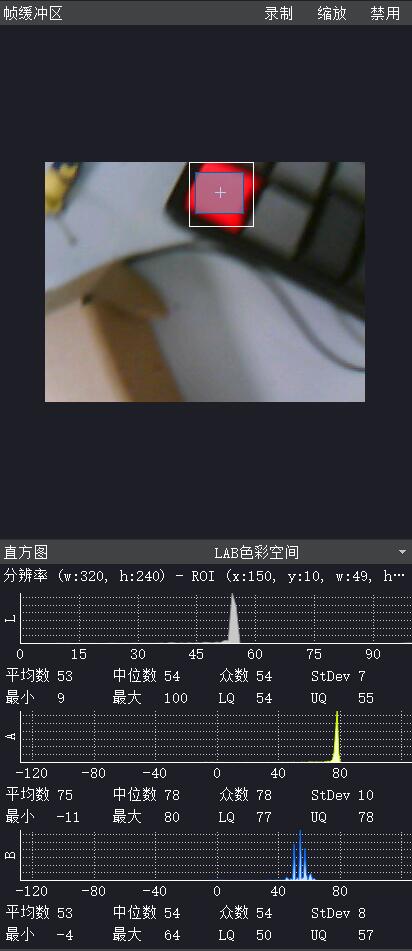 帧缓冲区 录制 缩放 禁用
直方图 LAB色彩空间
分辨率 (w:320, h:240) - ROI (x:150, y:10, w:49, h…
L
0 15 30 45 60 75 90
平均数 53 中位数 54 众数 54 StDev 7
最小 9 最大 100 LQ 54 UQ 55
A
-120 -80 -40 0 40 80
平均数 75 中位数 78 众数 78 StDev 10
最小 -11 最大 80 LQ 77 UQ 78
B
-120 -80 -40 0 40 80
平均数 53 中位数 54 众数 54 StDev 8
最小 -4 最大 64 LQ 50 UQ 57